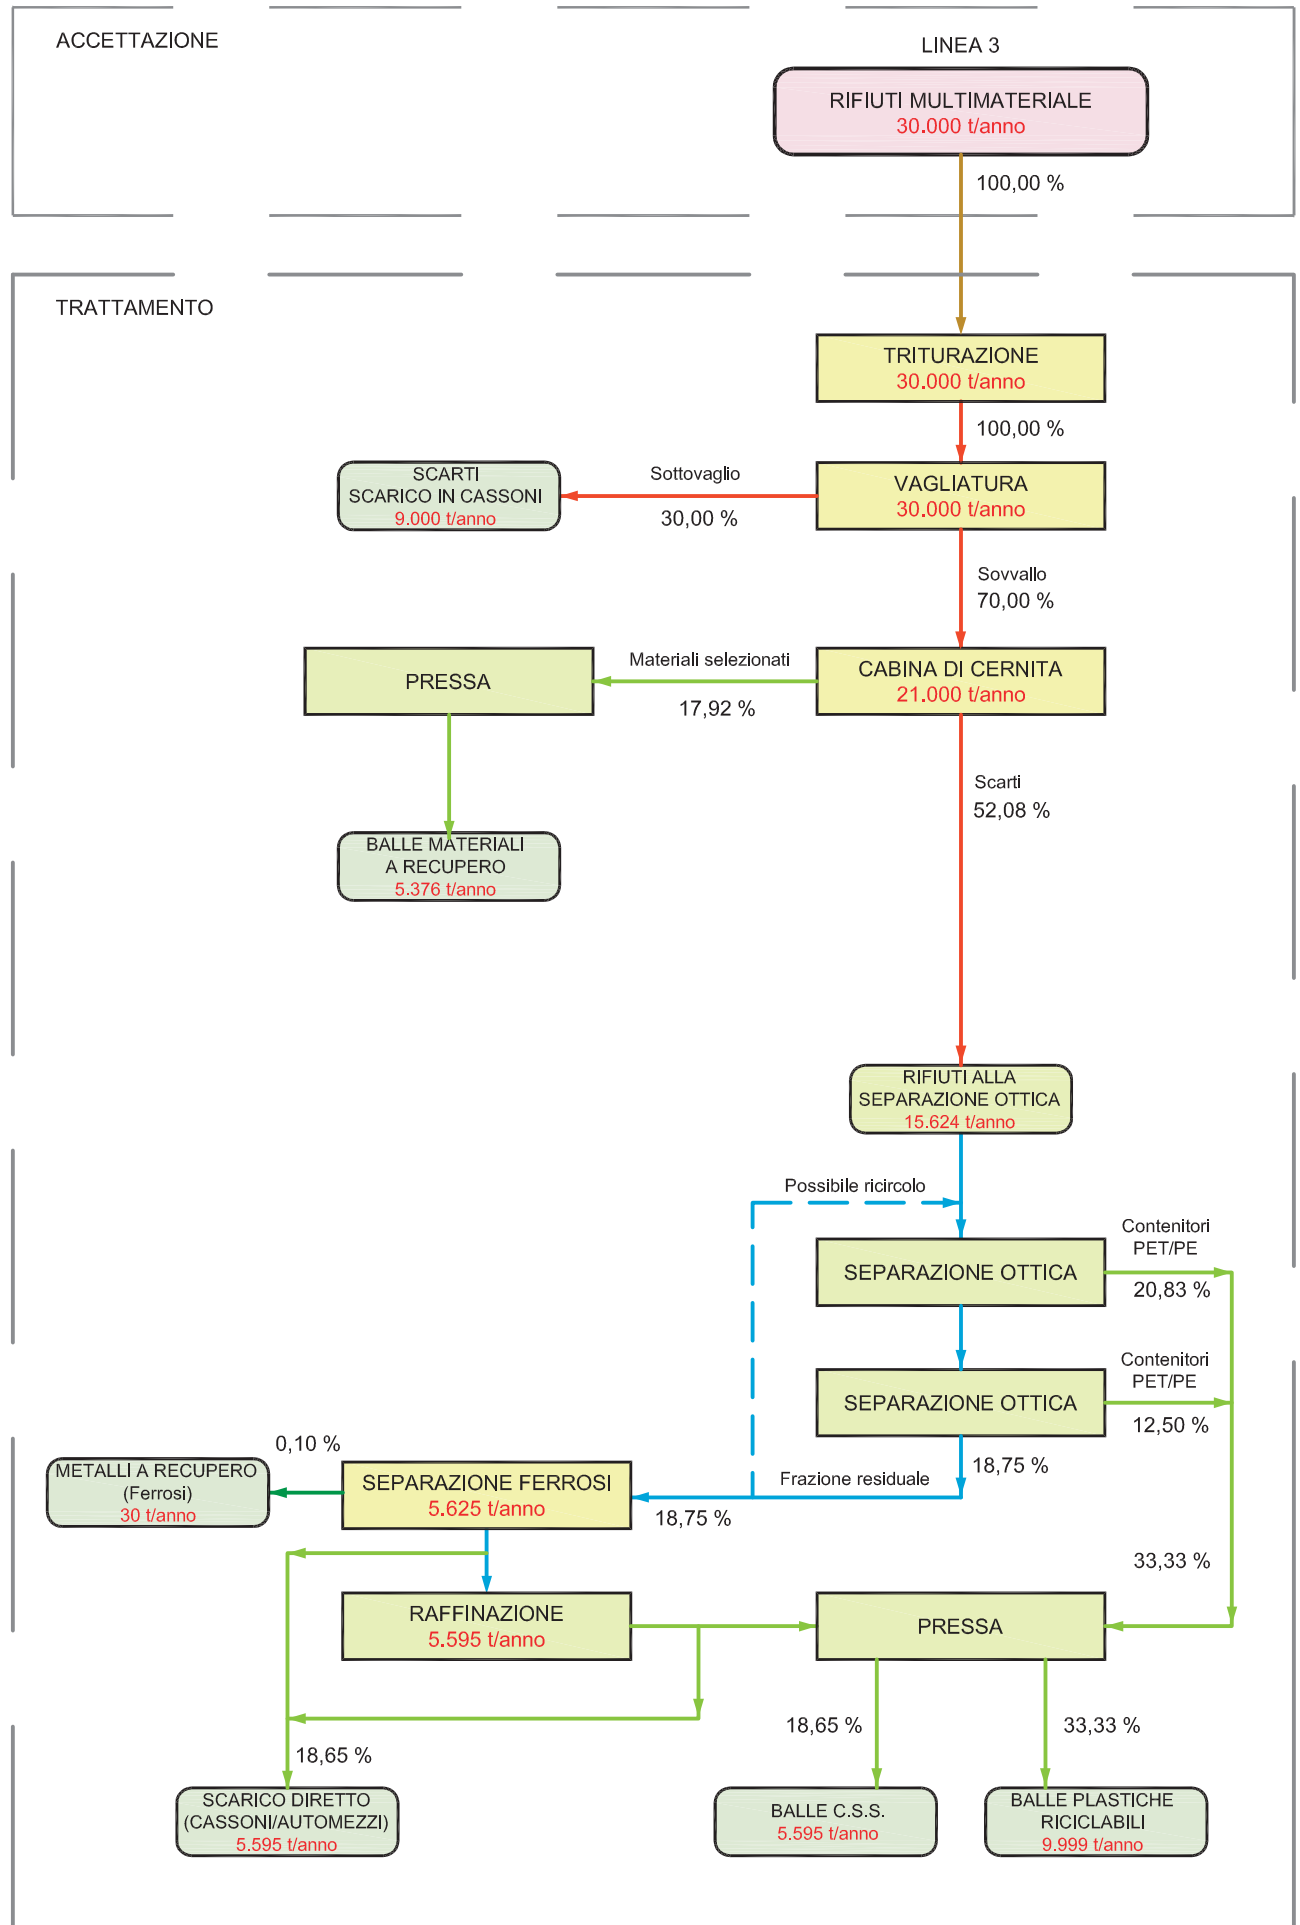 ACCETTAZIONE
LINEA 3
RIFIUTI MULTIMATERIALE
30.000 t/anno
100,00 %
TRATTAMENTO
TRITURAZIONE
30.000 t/anno
100,00 %
SCARTI
SCARICO IN CASSONI
9.000 t/anno
Sottovaglio
30,00 %
VAGLIATURA
30.000 t/anno
Sovvallo
70,00 %
PRESSA
Materiali selezionati
17,92 %
CABINA DI CERNITA
21.000 t/anno
Scarti
52,08 %
BALLE MATERIALI
A RECUPERO
5.376 t/anno
RIFIUTI ALLA
SEPARAZIONE OTTICA
15.624 t/anno
Possibile ricircolo
SEPARAZIONE OTTICA
Contenitori
PET/PE
20,83 %
SEPARAZIONE OTTICA
Contenitori
PET/PE
12,50 %
18,75 %
Frazione residuale
0,10 %
METALLI A RECUPERO
(Ferrosi)
30 t/anno
SEPARAZIONE FERROSI
5.625 t/anno
18,75 %
33,33 %
RAFFINAZIONE
5.595 t/anno
PRESSA
18,65 %
18,65 %
33,33 %
SCARICO DIRETTO
(CASSONI/AUTOMEZZI)
5.595 t/anno
BALLE C.S.S.
5.595 t/anno
BALLE PLASTICHE
RICICLABILI
9.999 t/anno